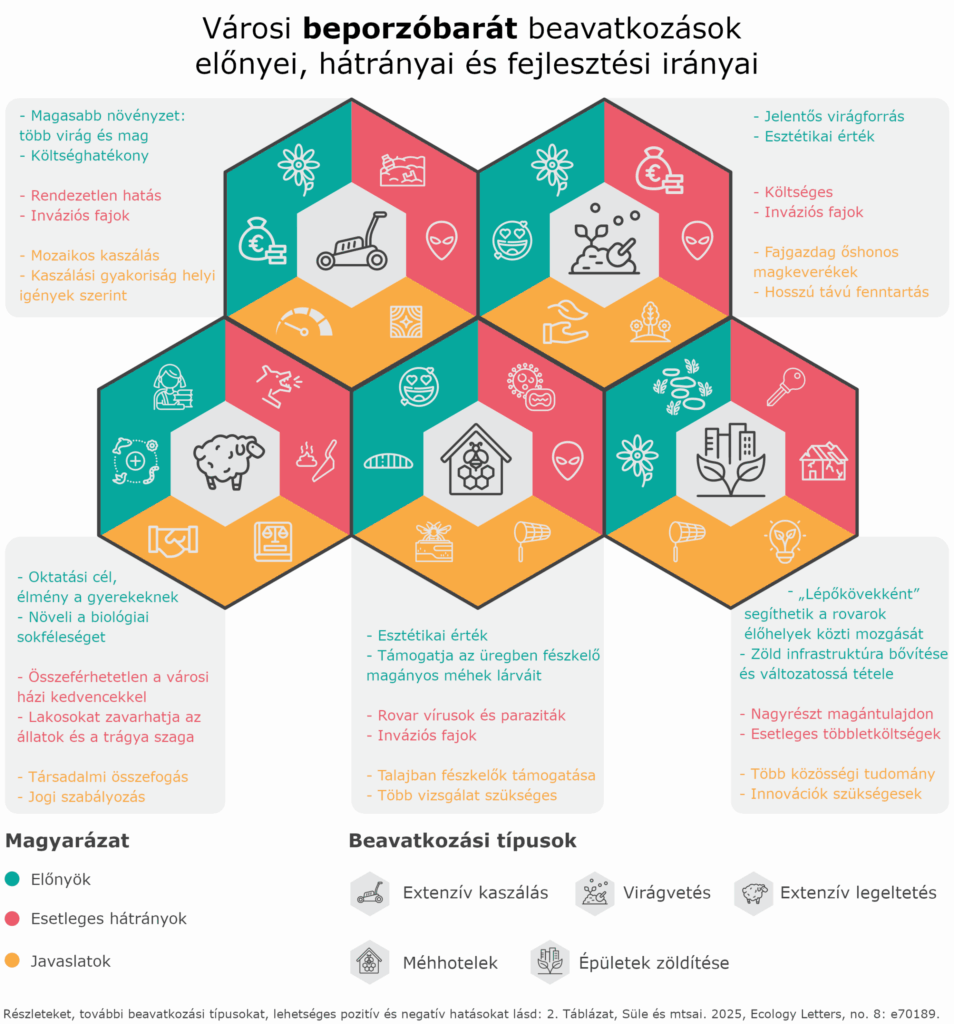 Városi beporzóbarát beavatkozások
előnyei, hátrányai és fejlesztési irányai
- Magasabb növényzet:
több virág és mag
- Költséghatékony
- Rendezetlen hatás
- Inváziós fajok
- Mozaikos kaszálás
- Kaszálási gyakoriság helyi
igények szerint
- Jelentős virágforrás
- Esztétikai érték
- Költséges
- Inváziós fajok
- Fajgazdag őshonos
magkeverékek
- Hosszú távú fenntartás
- Oktatási cél,
élmény a gyerekeknek
- Növeli a biológiai
sokféleséget
- Összeférhetetlen a városi
házi kedvencekkel
- Lakosokat zavarhatja az
állatok és a trágya szaga
- Társadalmi összefogás
- Jogi szabályozás
- Esztétikai érték
- Támogatja az üregben fészkelő
magányos méhek lárváit
- Rovar vírusok és paraziták
- Inváziós fajok
- Talajban fészkelők támogatása
- Több vizsgálat szükséges
- „Lépőkövekként”
segíthetik a rovarok
élőhelyek közti mozgását
- Zöld infrastruktúra bővítése
és változatossá tétele
- Nagyrészt magántulajdon
- Esetleges többletköltségek
- Több közösségi tudomány
- Innovációk szükségesek
Magyarázat
Előnyök
Esetleges hátrányok
Javaslatok
Beavatkozási típusok
Extenzív kaszálás
Virágvetés
Extenzív legeltetés
Méhhotelek
Épületek zöldítése
Részleteket, további beavatkozási típusokat, lehetséges pozitív és negatív hatásokat lásd: 2. Táblázat, Süle és mtsai. 2025, Ecology Letters, no. 8: e70189.